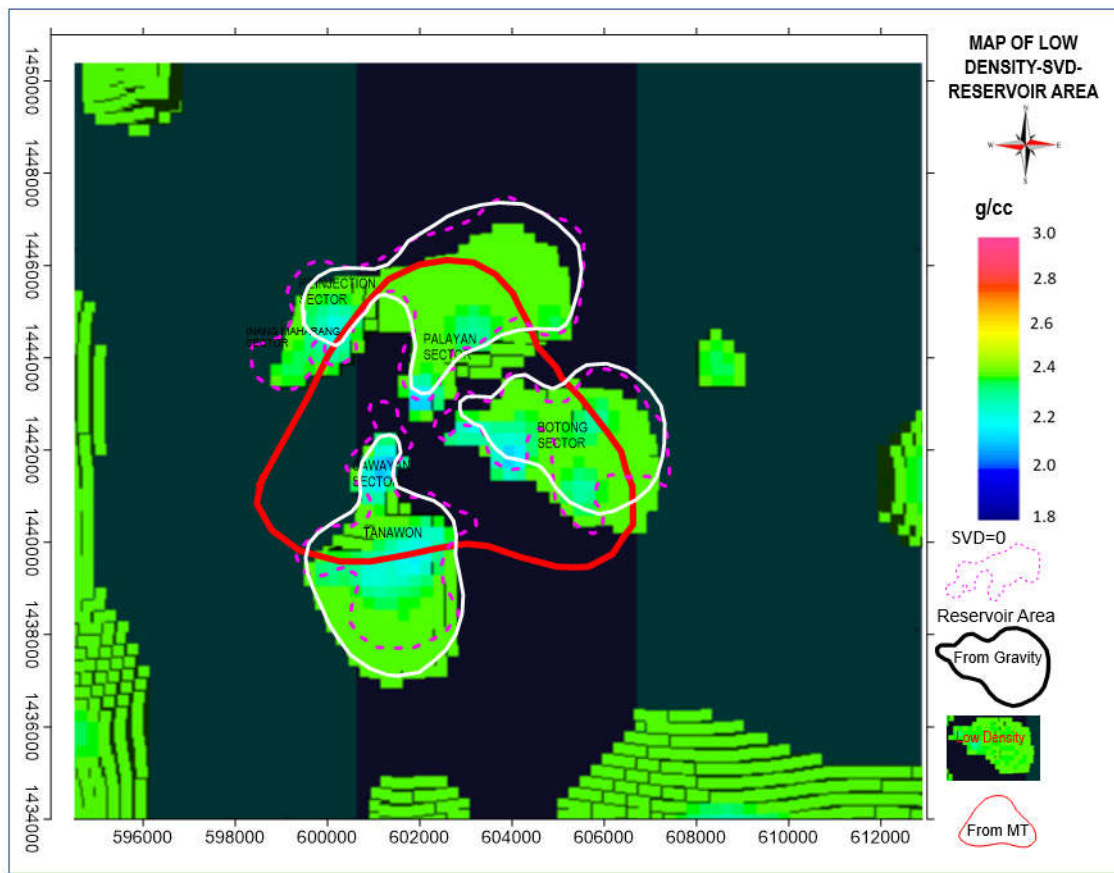 MAP OF LOW
DENSITY-SVD-
RESERVOIR AREA
N
W
E
S
g/cc
3.0
2.8
2.6
2.4
2.2
2.0
1.8
SVD=0
Reservoir Area
From Gravity
Low Density
From MT
1450000
1448000
1446000
1444000
1442000
1440000
1438000
1436000
1434000
596000
598000
600000
602000
604000
606000
608000
610000
612000
SECTOR
SECTOR
PALAYAN
SECTOR
BOTONG
SECTOR
SECTOR
TANAWON